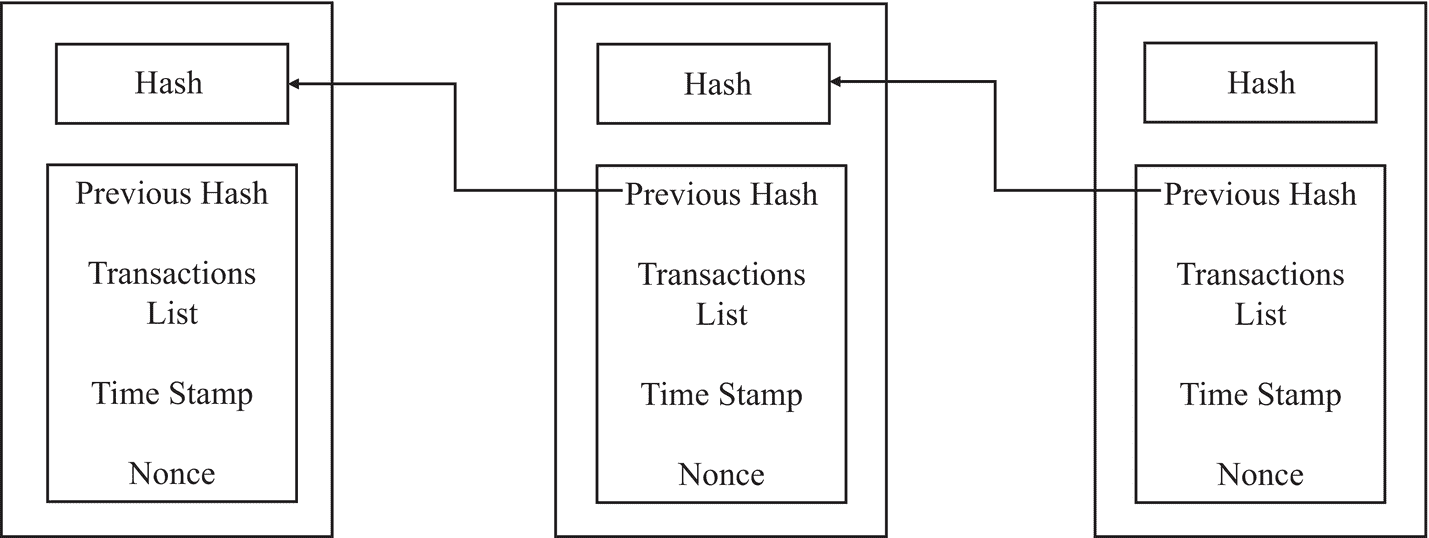 Hash
Previous Hash
Transactions
List
Time Stamp
Nonce
Hash
Previous Hash
Transactions
List
Time Stamp
Nonce
Hash
Previous Hash
Transactions
List
Time Stamp
Nonce